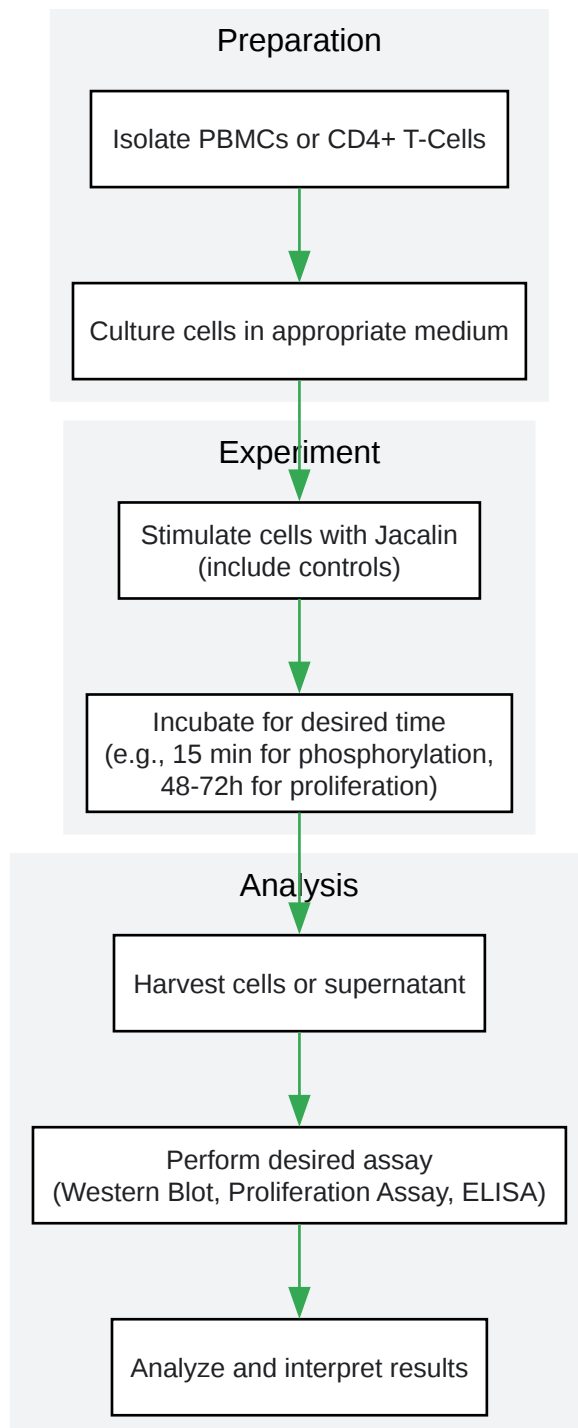 Preparation
Isolate PBMCs or CD4+ T-Cells
Culture cells in appropriate medium
Experiment
Stimulate cells with Jacalin
(include controls)
Incubate for desired time
(e.g., 15 min for phosphorylation,
48-72h for proliferation)
Analysis
Harvest cells or supernatant
Perform desired assay
(Western Blot, Proliferation Assay, ELISA)
Analyze and interpret results